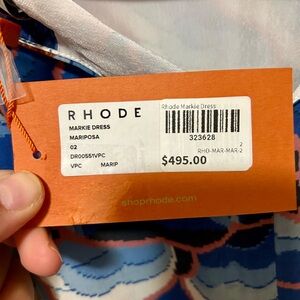 RHODE
MARKIE DRESS
MARIPOSA
02
DR00551VPC
VPC MARIP
Rhode Markie Dress
323628
2
RHD-MAR-MAR-2
$495.00
shoprhode.com